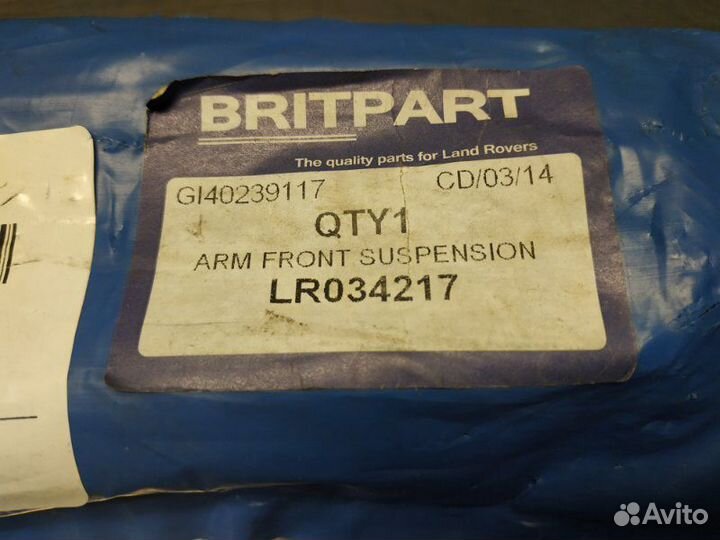 BRITPART
The quality parts for Land Rovers
GI40239117 CD/03/14
QTY1
ARM FRONT SUSPENSION
LR034217
Avito